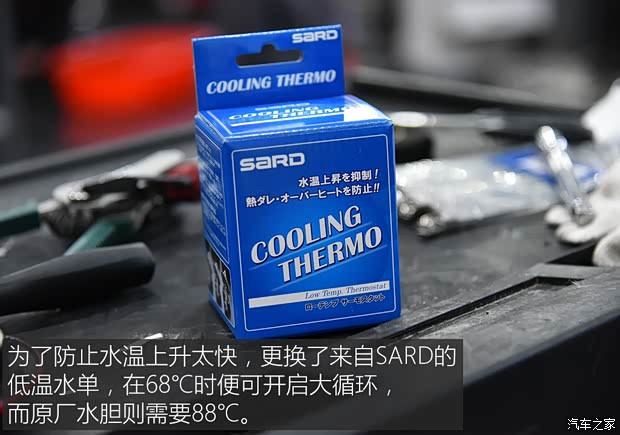 SARD
COOLING THERMO
SARD
水温上昇を抑制!
熱ダレ・オーバーヒートを防止!!
COOLING
THERMO
Low Temp. Thermostat
ローテンプ サーモスタット
为了防止水温上升太快，更换了来自SARD的
低温水单，在68℃时便可开启大循环，
而原厂水胆则需要88℃。
汽车之家